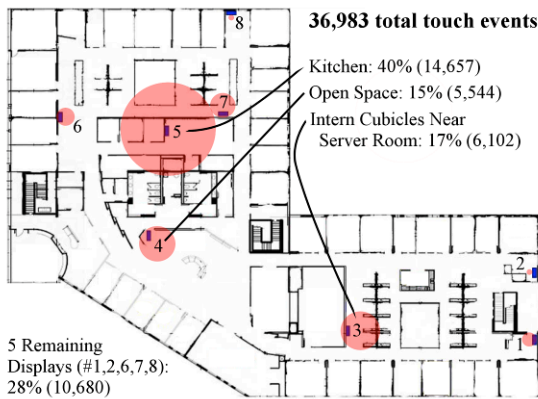 36,983 total touch events
Kitchen: 40% (14,657)
Open Space: 15% (5,544)
Intern Cubicles Near
Server Room: 17% (6,102)
8
7
6
5
4
2
3
1
5 Remaining
Displays (#1,2,6,7,8):
28% (10,680)